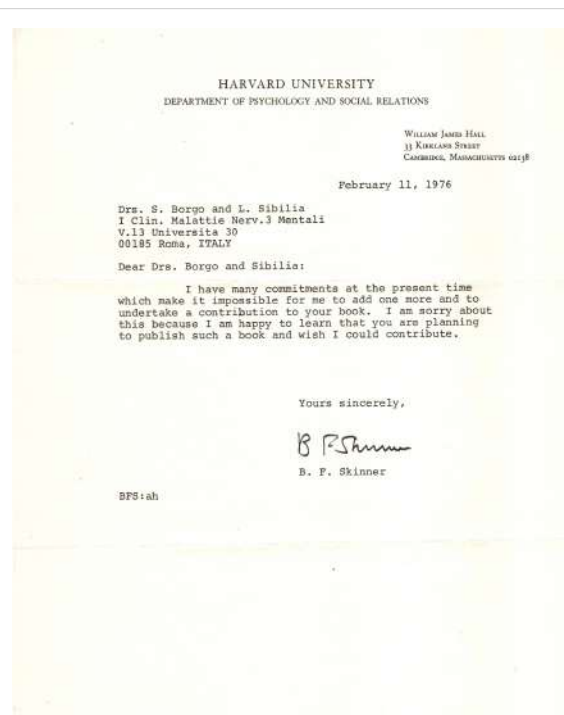 HARVARD UNIVERSITY
DEPARTMENT OF PSYCHOLOGY AND SOCIAL RELATIONS
William James Hall
33 Kirkland Street
Cambridge, Massachusetts 02138
February 11, 1976
Drs. S. Borgo and L. Sibilia
I Clin. Malattie Nerv.3 Mentali
V.13 Universita 30
00185 Roma, ITALY
Dear Drs. Borgo and Sibilia:
I have many commitments at the present time
which make it impossible for me to add one more and to
undertake a contribution to your book. I am sorry about
this because I am happy to learn that you are planning
to publish such a book and wish I could contribute.
Yours sincerely,
B F Skinner
B. F. Skinner
BFS:ah